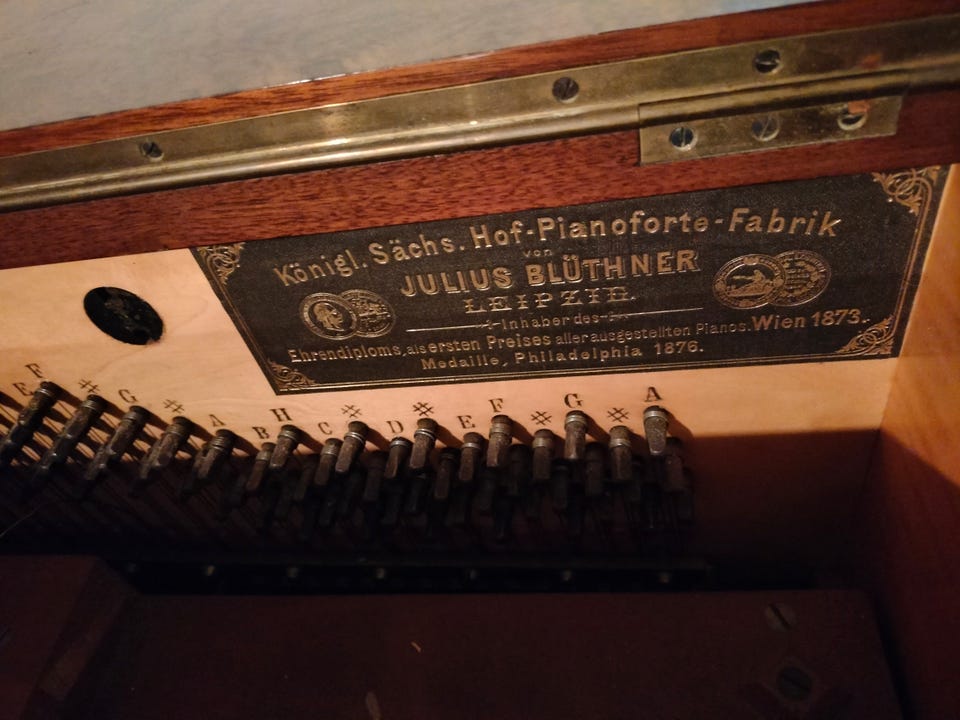 Königl. Sächs. Hof-Pianoforte-Fabrik
von
JULIUS BLÜTHNER
LEIPZIG.
Inhaber des
Ehrendiploms, als ersten Preises aller ausgestellten Pianos. Wien 1873.
Medaille, Philadelphia 1876.
E F # G # A B H C # D # E F # G # A